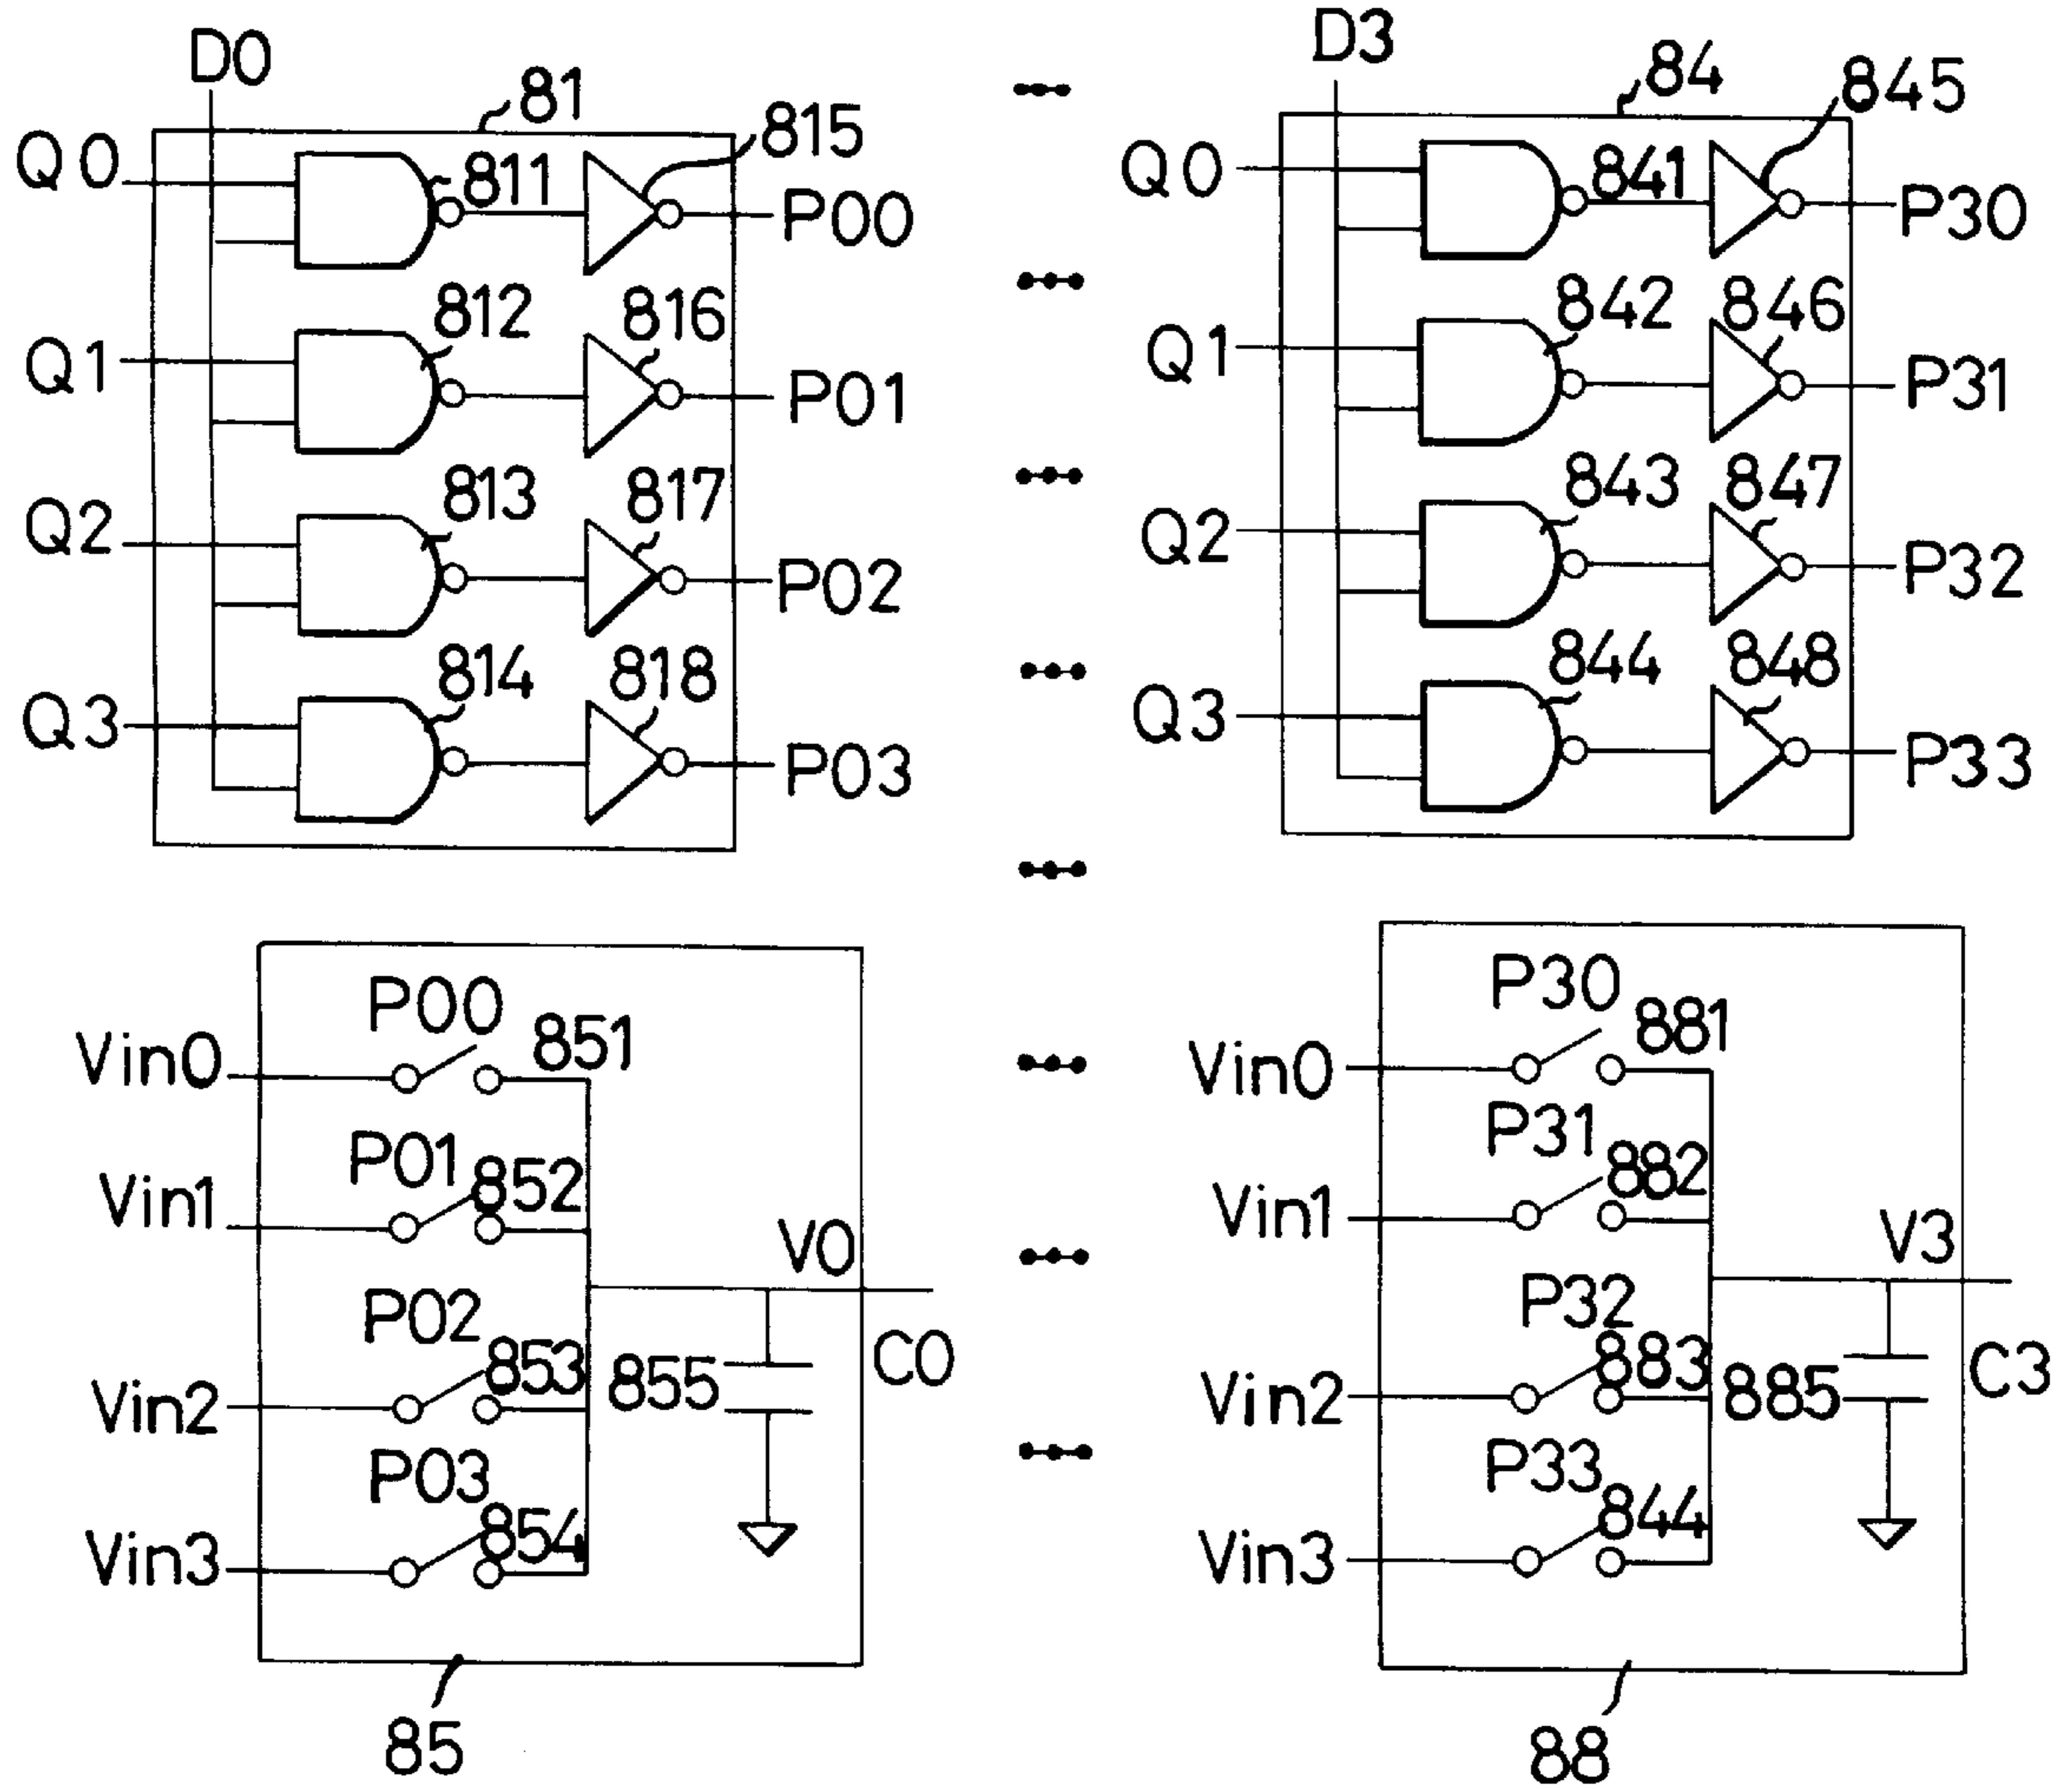 D0
81
815
Q0
811
P00
812
816
Q1
P01
813
817
Q2
P02
814
818
Q3
P03
D3
84
845
Q0
841
P30
842
846
Q1
P31
843
847
Q2
P32
844
848
Q3
P33
P00
851
Vin0
P01
852
Vin1
V0
P02
853
855
C0
Vin2
P03
854
Vin3
85
P30
881
Vin0
P31
882
Vin1
V3
P32
883
885
C3
Vin2
P33
844
Vin3
88